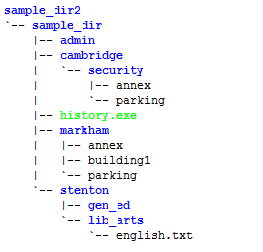 sample_dir2
`-- sample_dir
    |-- admin
    |-- cambridge
    |   `-- security
    |       |-- annex
    |       `-- parking
    |-- history.exe
    |-- markham
    |   |-- annex
    |   |-- building1
    |   `-- parking
    `-- stenton
        |-- gen_ed
        `-- lib_arts
            `-- english.txt